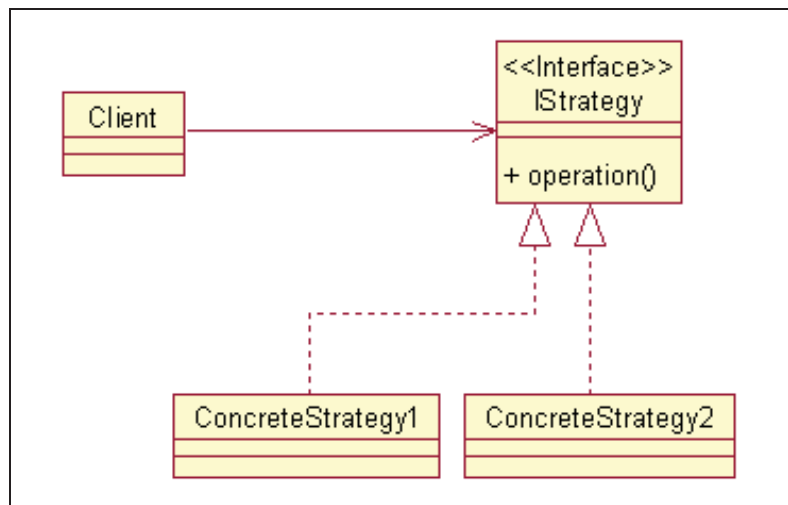 Client
<<Interface>>
IStrategy
+ operation()
ConcreteStrategy1
ConcreteStrategy2